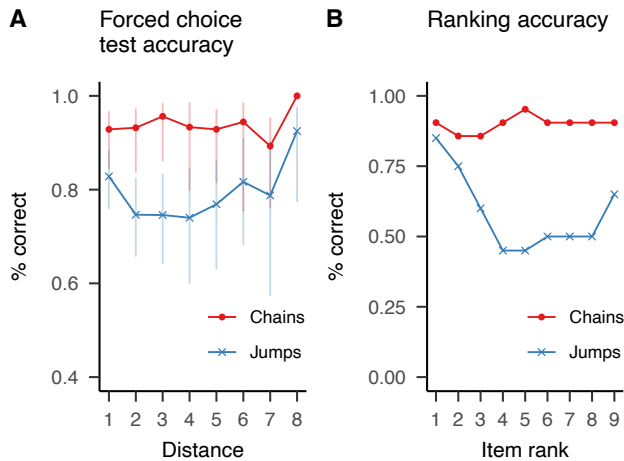 A
Forced choice
test accuracy
% correct
1.0
0.8
0.6
0.4
Chains
Jumps
1 2 3 4 5 6 7 8
Distance
B
Ranking accuracy
% correct
1.00
0.75
0.50
0.25
0.00
Chains
Jumps
1 2 3 4 5 6 7 8 9
Item rank